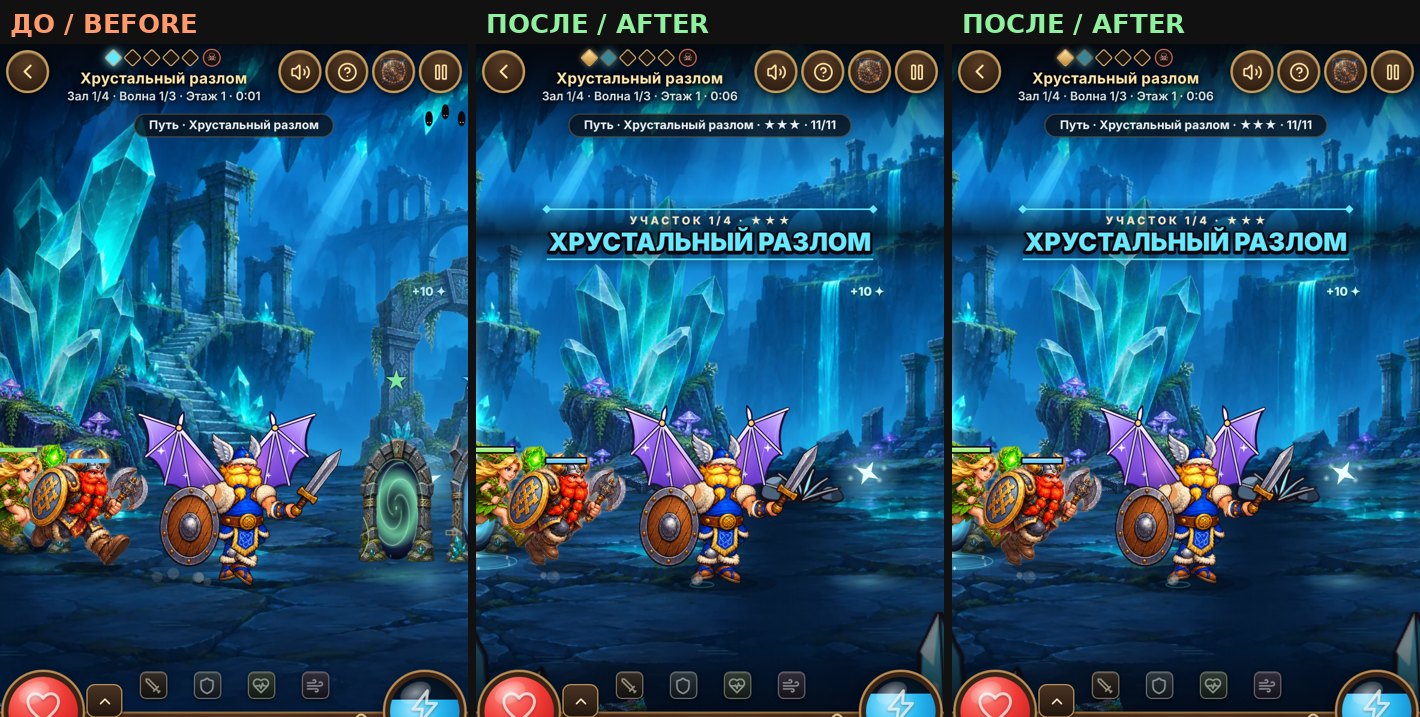 ДО / BEFORE
Хрустальный разлом
Зал 1/4 · Волна 1/3 · Этаж 1 · 0:01
Путь · Хрустальный разлом
+10
ПОСЛЕ / AFTER
Хрустальный разлом
Зал 1/4 · Волна 1/3 · Этаж 1 · 0:06
Путь · Хрустальный разлом · ★★★ · 11/11
УЧАСТОК 1/4 · ★★★
ХРУСТАЛЬНЫЙ РАЗЛОМ
+10
ПОСЛЕ / AFTER
Хрустальный разлом
Зал 1/4 · Волна 1/3 · Этаж 1 · 0:06
Путь · Хрустальный разлом · ★★★ · 11/11
УЧАСТОК 1/4 · ★★★
ХРУСТАЛЬНЫЙ РАЗЛОМ
+10